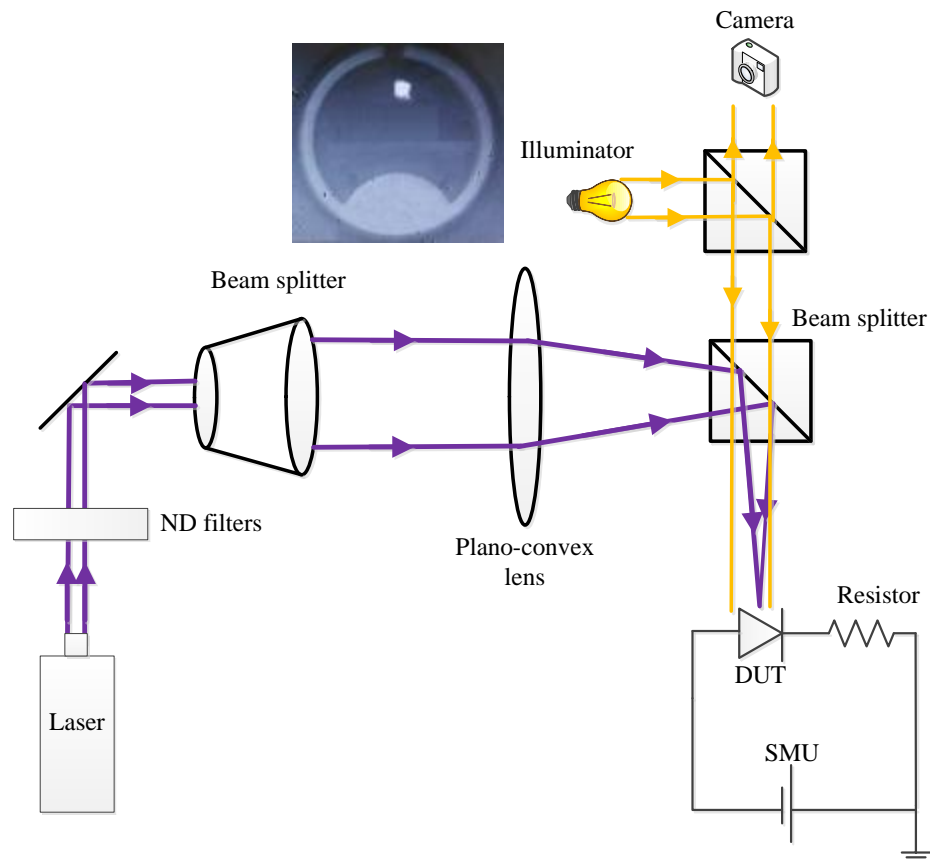 Camera
Illuminator
Beam splitter
Beam splitter
ND filters
Plano-convex
lens
Resistor
DUT
Laser
SMU